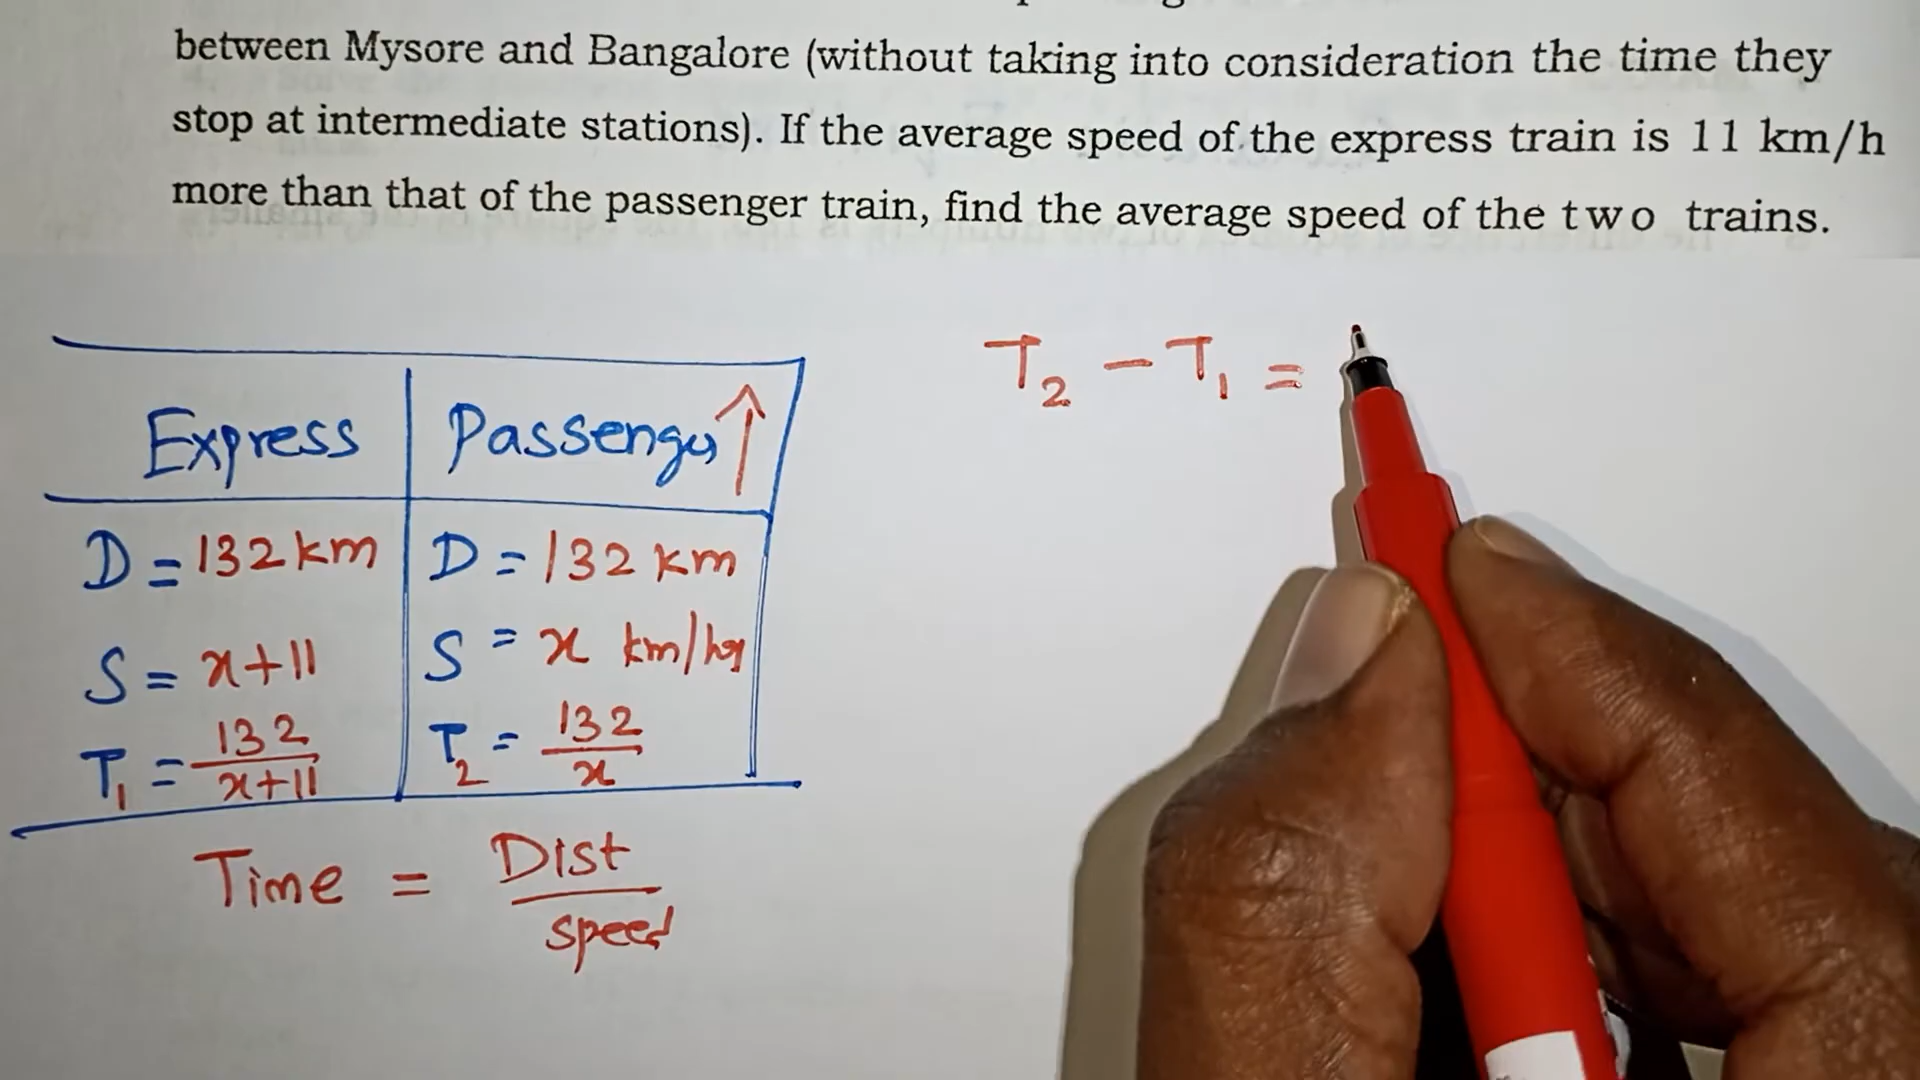 between Mysore and Bangalore (without taking into consideration the time they
stop at intermediate stations). If the average speed of the express train is 11 km/h
more than that of the passenger train, find the average speed of the two trains.
T₂ - T₁ =
Express | Passenger ↑
D = 132 km | D = 132 km
S = x+11 | S = x km/hr
T₁ = 132/x+11 | T₂ = 132/x
Time = Dist/speed